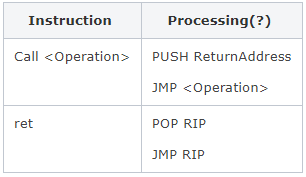 Instruction Processing(?)
Call <Operation> PUSH ReturnAddress
JMP <Operation>
ret POP RIP
JMP RIP